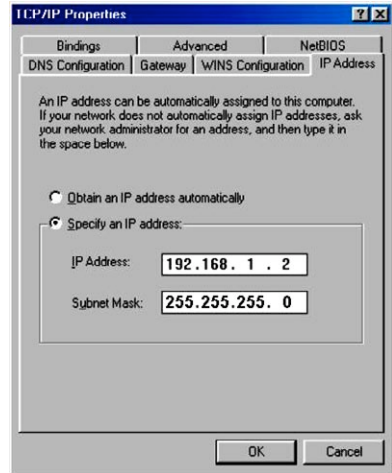 TCP/IP Properties
Bindings Advanced NetBIOS
DNS Configuration Gateway WINS Configuration IP Address
An IP address can be automatically assigned to this computer.
If your network does not automatically assign IP addresses, ask
your network administrator for an address, and then type it in
the space below.
Obtain an IP address automatically
Specify an IP address:
IP Address: 192.168. 1 . 2
Subnet Mask: 255.255.255. 0
OK Cancel